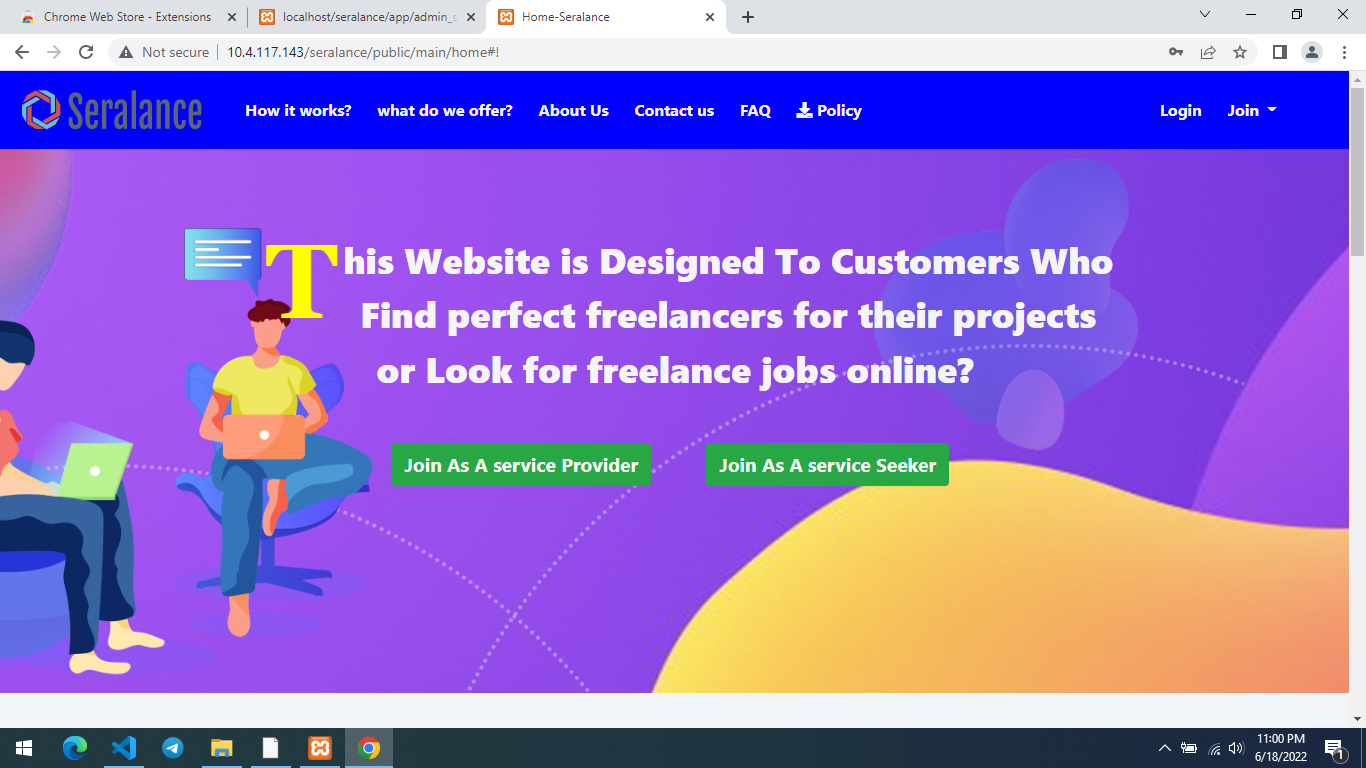 Chrome Web Store - Extensions
localhost/seralance/app/admin_s
Home-Seralance
Not secure
10.4.117.143/seralance/public/main/home#!
Seralance
How it works?
what do we offer?
About Us
Contact us
FAQ
Policy
Login
Join
This Website is Designed To Customers Who
Find perfect freelancers for their projects
or Look for freelance jobs online?
Join As A service Provider
Join As A service Seeker
11:00 PM
6/18/2022
1